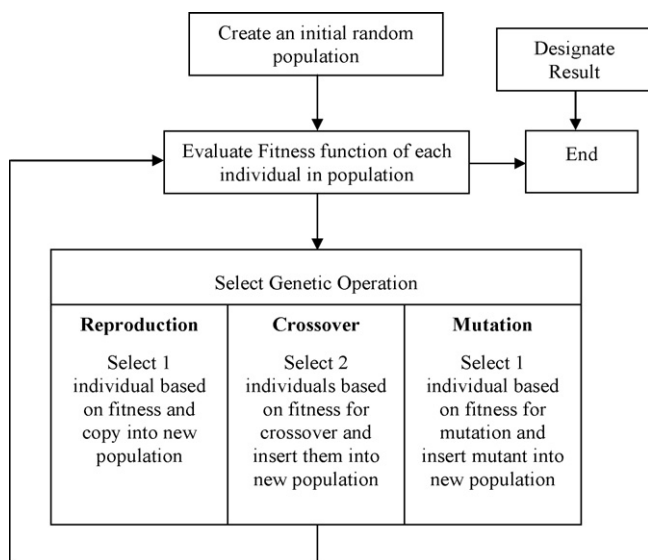 Create an initial random
population
Designate
Result
Evaluate Fitness function of each
individual in population
End
Select Genetic Operation
Reproduction
Select 1
individual based
on fitness and
copy into new
population
Crossover
Select 2
individuals based
on fitness for
crossover and
insert them into
new population
Mutation
Select 1
individual based
on fitness for
mutation and
insert mutant into
new population